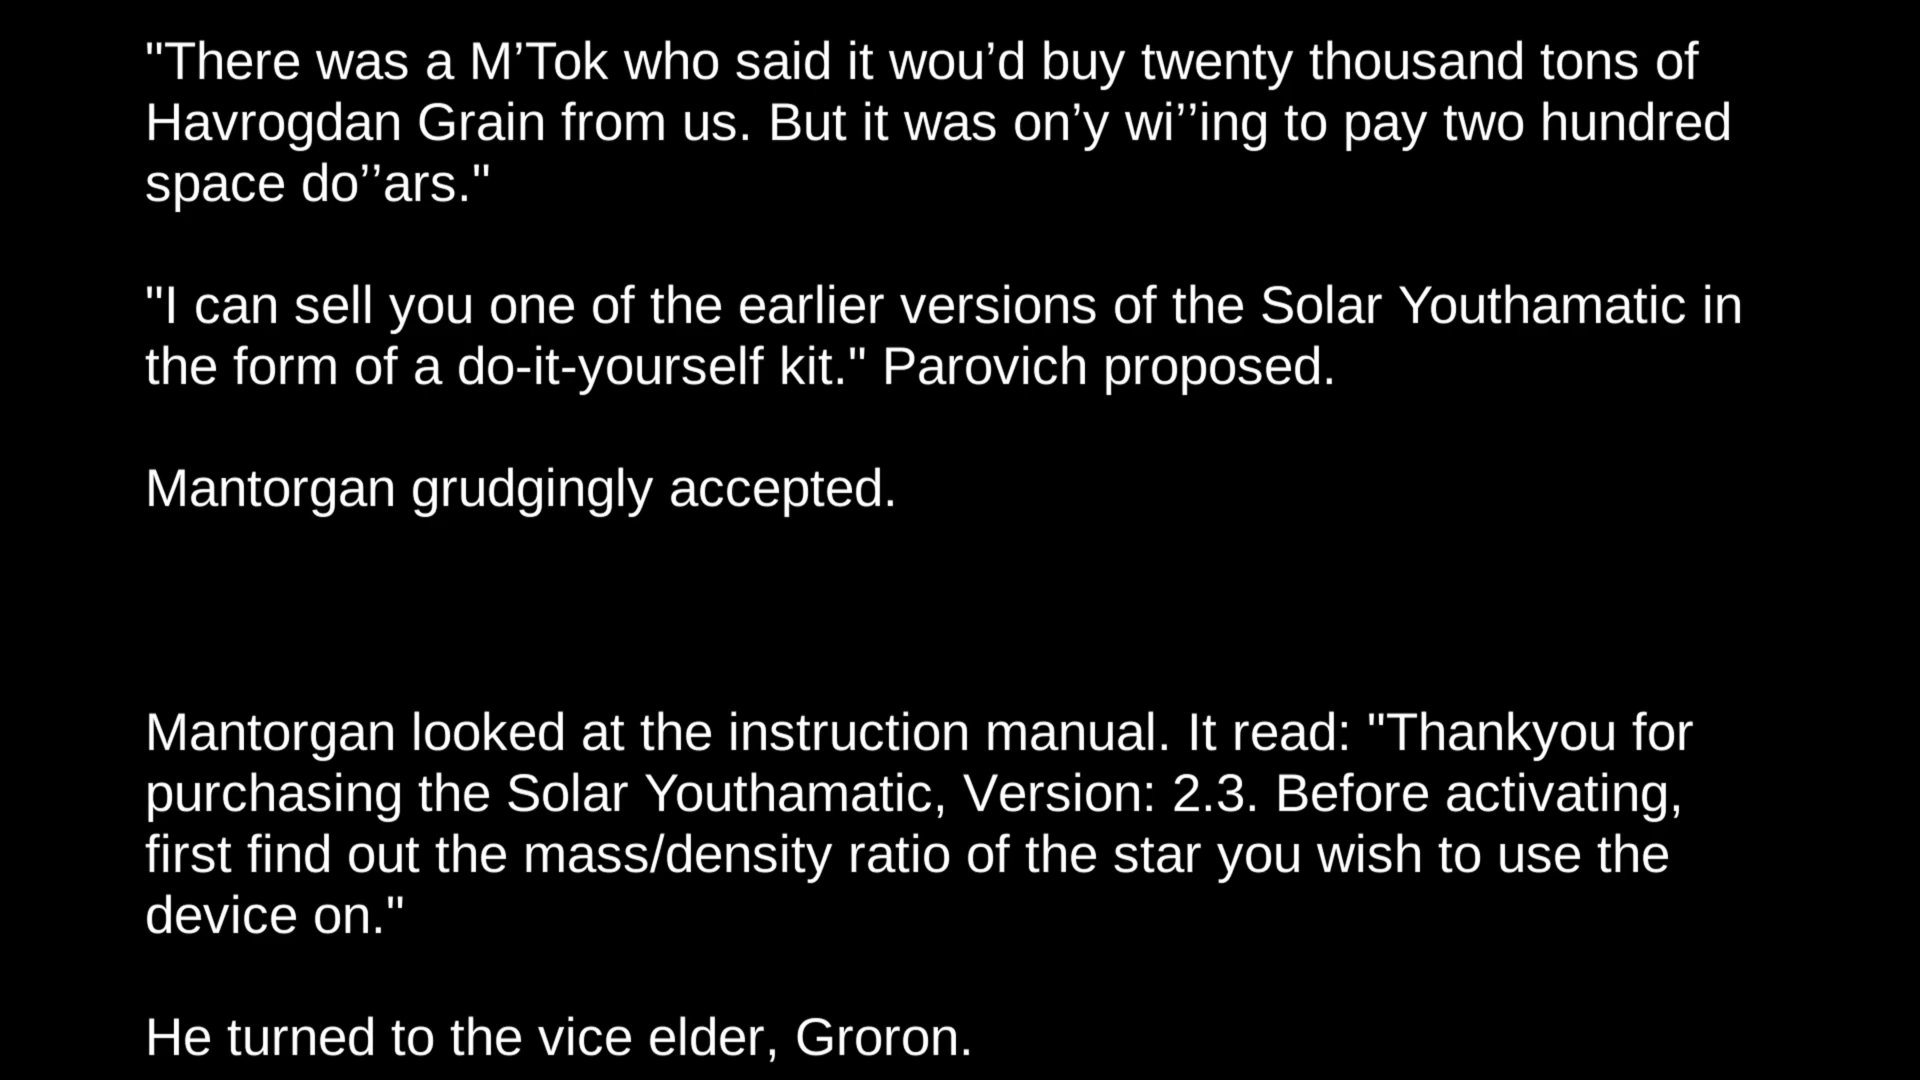 "There was a M’Tok who said it wou’d buy twenty thousand tons of
Havrogdan Grain from us. But it was on’y wi’’ing to pay two hundred
space do’’ars."
"I can sell you one of the earlier versions of the Solar Youthamatic in
the form of a do-it-yourself kit." Parovich proposed.
Mantorgan grudgingly accepted.
Mantorgan looked at the instruction manual. It read: "Thankyou for
purchasing the Solar Youthamatic, Version: 2.3. Before activating,
first find out the mass/density ratio of the star you wish to use the
device on."
He turned to the vice elder, Groron.